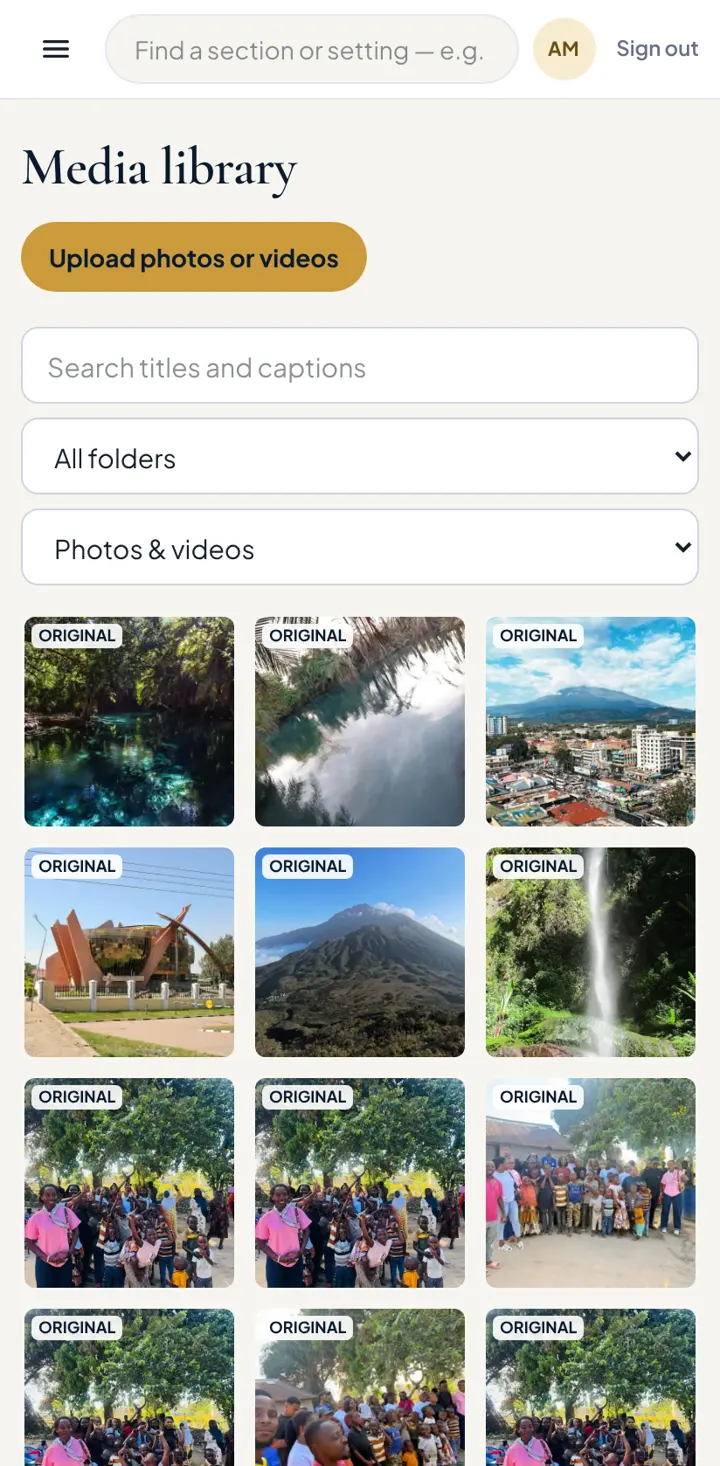 Find a section or setting — e.g.
AM
Sign out
Media library
Upload photos or videos
Search titles and captions
All folders
Photos & videos
ORIGINAL
ORIGINAL
ORIGINAL
ORIGINAL
ORIGINAL
ORIGINAL
ORIGINAL
ORIGINAL
ORIGINAL
ORIGINAL
ORIGINAL
ORIGINAL